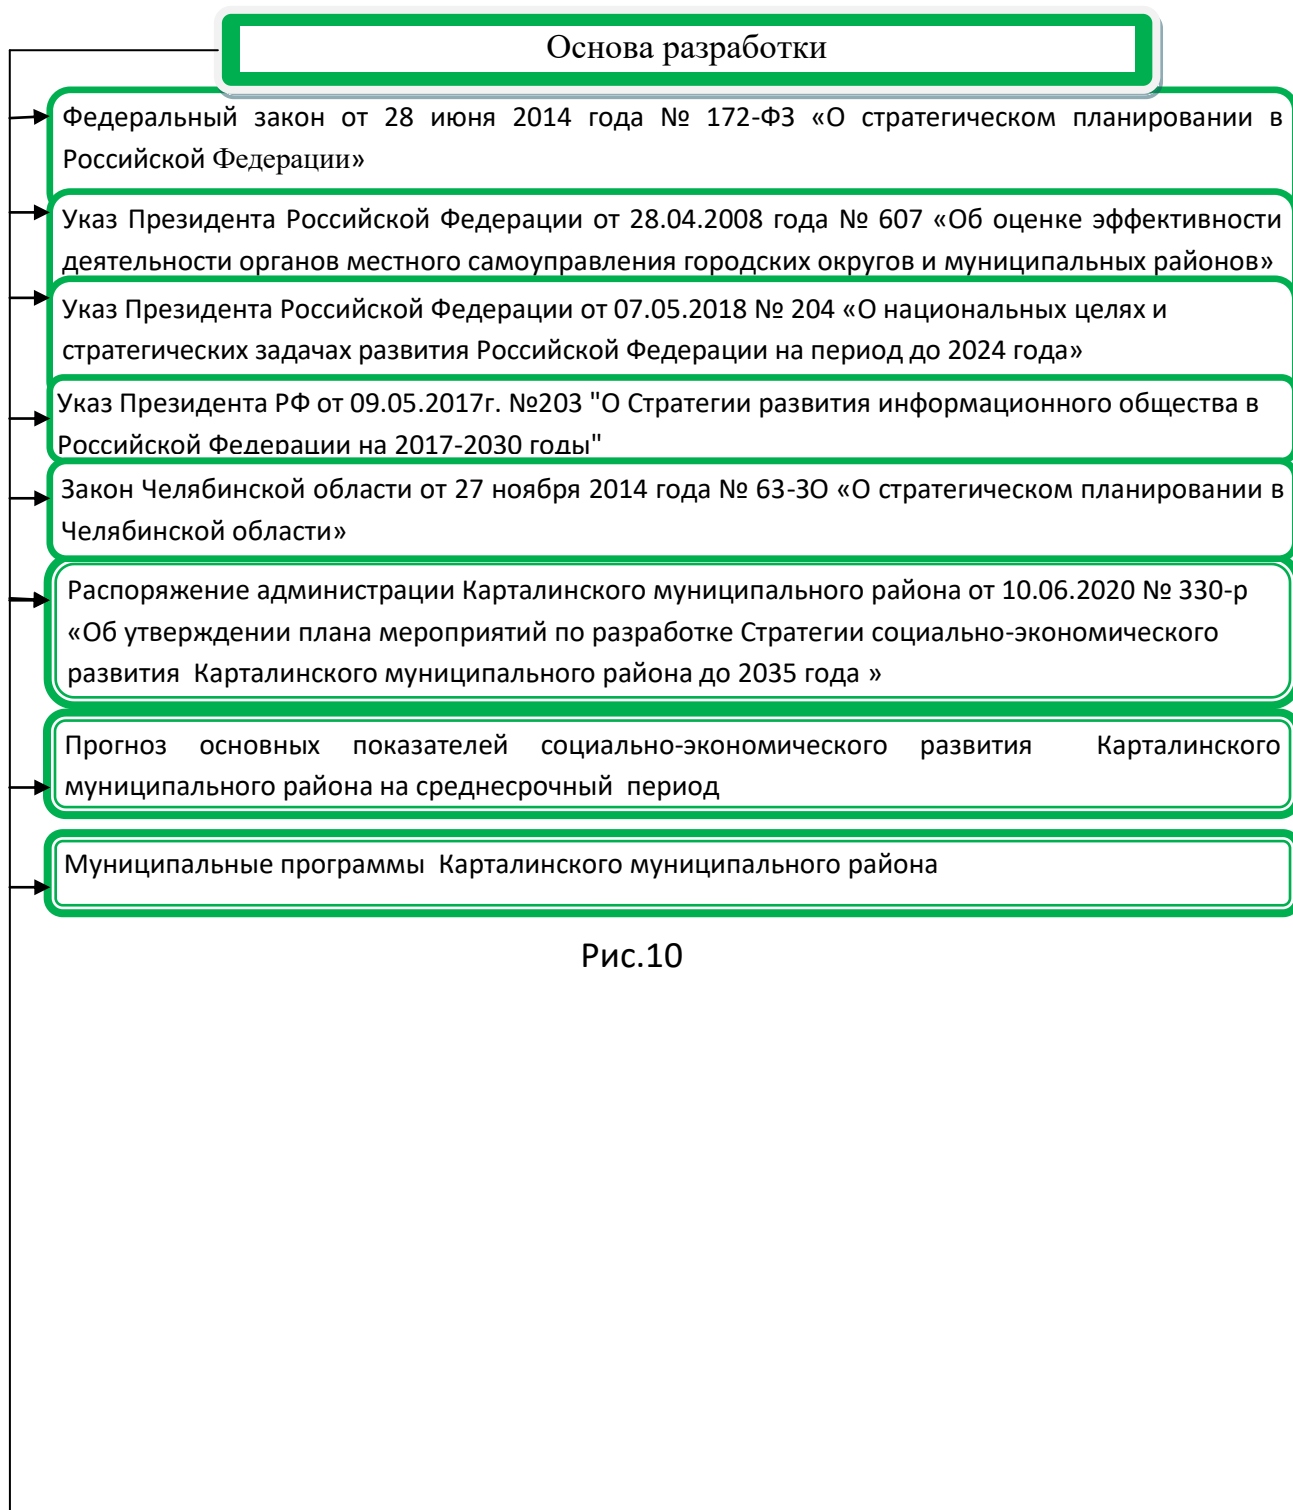 Основа разработки
Федеральный закон от 28 июня 2014 года № 172-ФЗ «О стратегическом планировании в
Российской Федерации»
Указ Президента Российской Федерации от 28.04.2008 года № 607 «Об оценке эффективности
деятельности органов местного самоуправления городских округов и муниципальных районов»
Указ Президента Российской Федерации от 07.05.2018 № 204 «О национальных целях и
стратегических задачах развития Российской Федерации на период до 2024 года»
Указ Президента РФ от 09.05.2017г. №203 "О Стратегии развития информационного общества в
Российской Федерации на 2017-2030 годы"
Закон Челябинской области от 27 ноября 2014 года № 63-ЗО «О стратегическом планировании в
Челябинской области»
Распоряжение администрации Карталинского муниципального района от 10.06.2020 № 330-р
«Об утверждении плана мероприятий по разработке Стратегии социально-экономического
развития Карталинского муниципального района до 2035 года »
Прогноз основных показателей социально-экономического развития Карталинского
муниципального района на среднесрочный период
Муниципальные программы Карталинского муниципального района
Рис.10